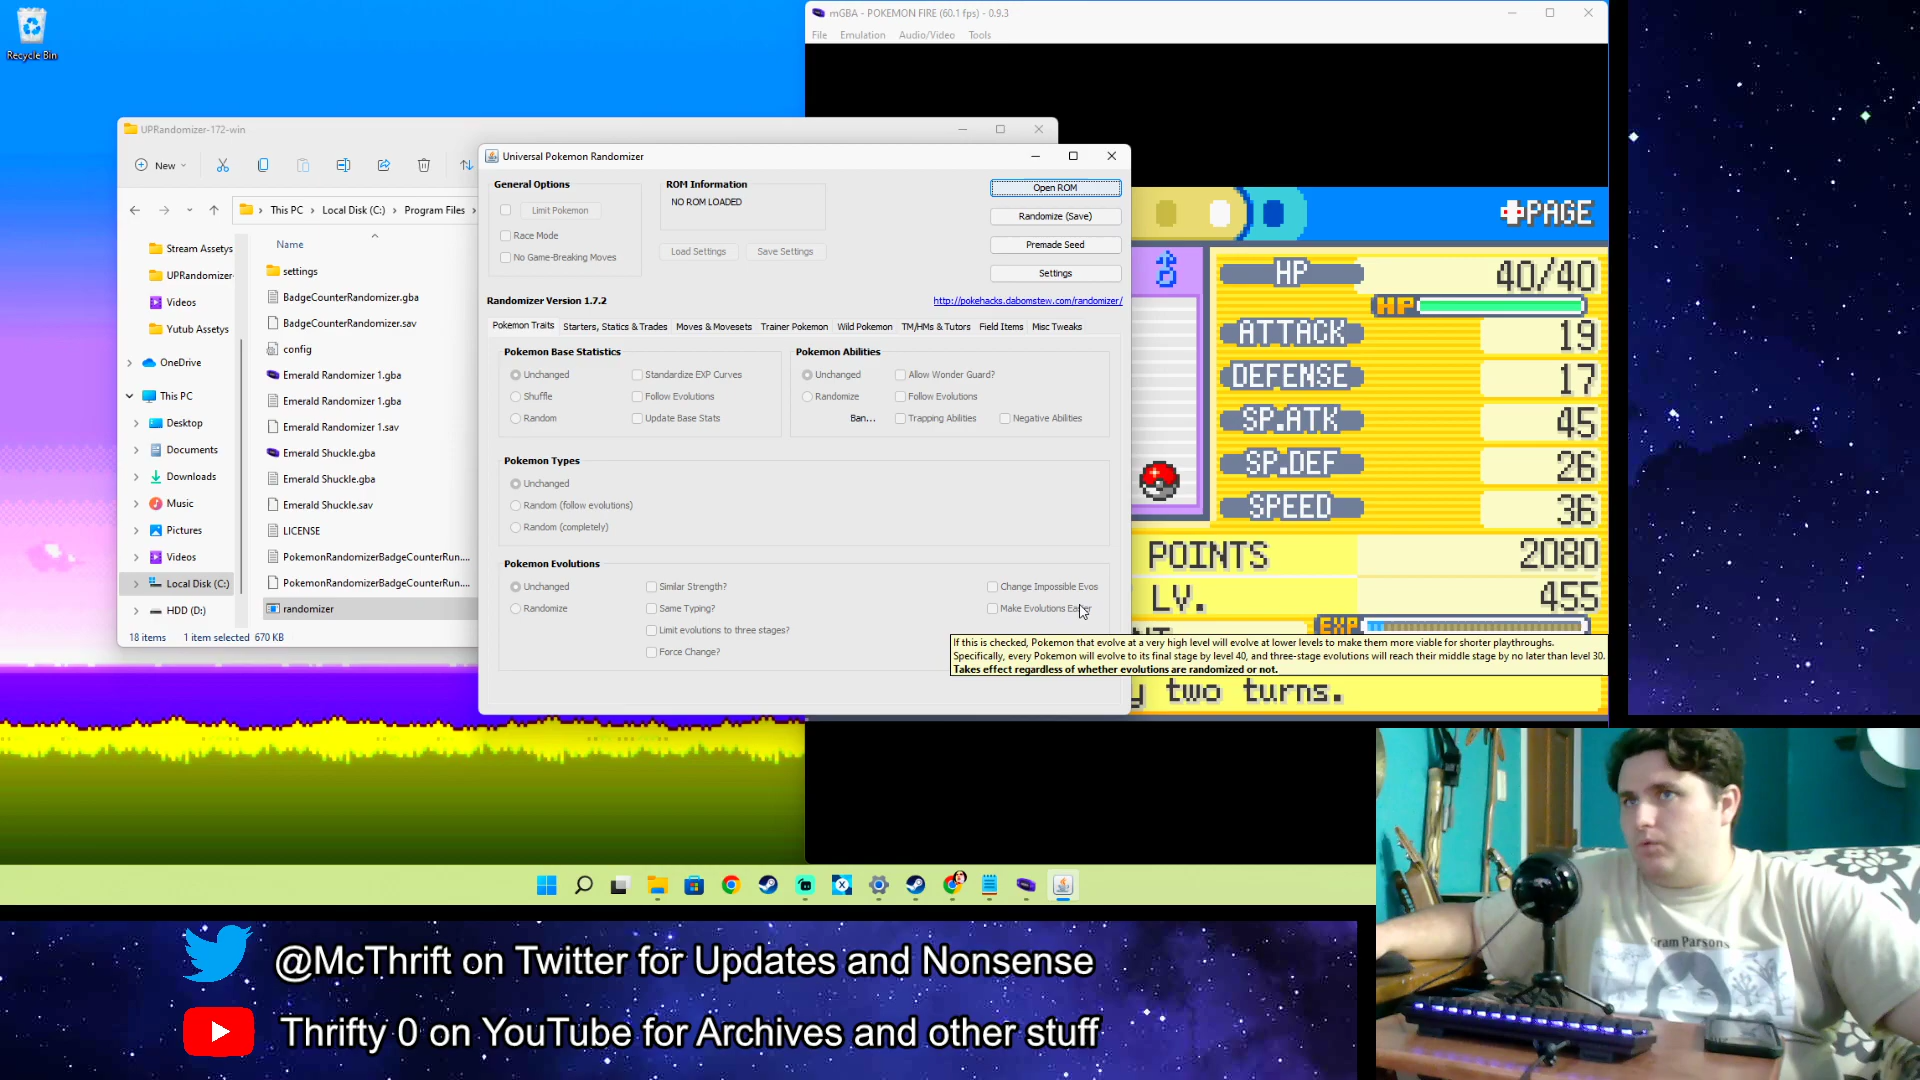 Recycle Bin
mGBA - POKEMON FIRE (60.1 fps) - 0.9.3
File Emulation Audio/Video Tools
UPRandomizer-172-win
New
This PC Local Disk (C:) Program Files
Stream Assetys
UPRandomizer
Videos
Yutub Assetys
OneDrive
This PC
Desktop
Documents
Downloads
Music
Pictures
Videos
Local Disk (C:)
HDD (D:)
Name
settings
BadgeCounterRandomizer.gba
BadgeCounterRandomizer.sav
config
Emerald Randomizer 1.gba
Emerald Randomizer 1.gba
Emerald Randomizer 1.sav
Emerald Shuckle.gba
Emerald Shuckle.gba
Emerald Shuckle.sav
LICENSE
PokemonRandomizerBadgeCounterRun....
PokemonRandomizerBadgeCounterRun....
randomizer
18 items 1 item selected 670 KB
Universal Pokemon Randomizer
General Options
Limit Pokemon
Race Mode
No Game-Breaking Moves
ROM Information
NO ROM LOADED
Load Settings Save Settings
Open ROM
Randomize (Save)
Premade Seed
Settings
Randomizer Version 1.7.2
http://pokehacks.dabomstew.com/randomizer/
Pokemon Traits Starters, Statics & Trades Moves & Movesets Trainer Pokemon Wild Pokemon TM/HMs & Tutors Field Items Misc Tweaks
Pokemon Base Statistics
Unchanged Standardize EXP Curves
Shuffle Follow Evolutions
Random Update Base Stats
Pokemon Abilities
Unchanged Allow Wonder Guard?
Randomize Follow Evolutions
Ban... Trapping Abilities Negative Abilities
Pokemon Types
Unchanged
Random (follow evolutions)
Random (completely)
Pokemon Evolutions
Unchanged Similar Strength? Change Impossible Evos
Randomize Same Typing? Make Evolutions Easier
Limit evolutions to three stages?
Force Change?
If this is checked, Pokemon that evolve at a very high level will evolve at lower levels to make them more viable for shorter playthroughs.
Specifically, every Pokemon will evolve to its final stage by level 40, and three-stage evolutions will reach their middle stage by no later than level 30.
Takes effect regardless of whether evolutions are randomized or not.
PAGE
HP 40/40
HP
ATTACK 19
DEFENSE 17
SP.ATK 45
SP.DEF 26
SPEED 36
POINTS 2080
LV. 455
EXP
two turns.
@McThrift on Twitter for Updates and Nonsense
Thrifty 0 on YouTube for Archives and other stuff
Gram Parsons